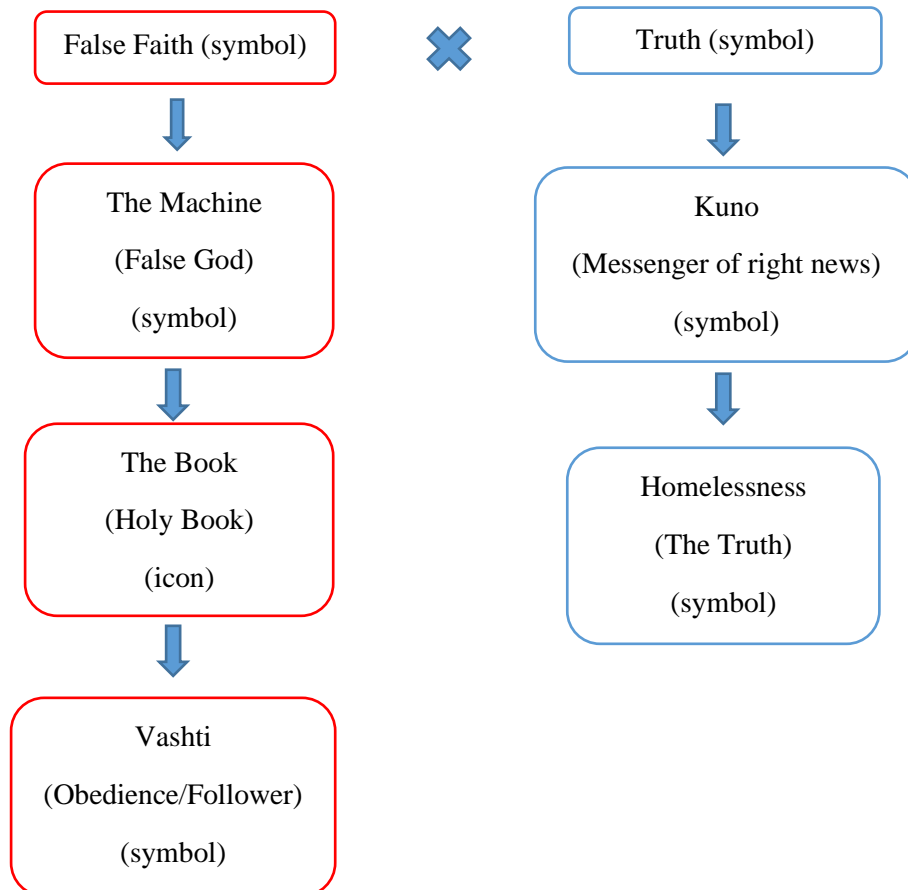 False Faith (symbol)
The Machine
(False God)
(symbol)
The Book
(Holy Book)
(icon)
Vashti
(Obedience/Follower)
(symbol)
Truth (symbol)
Kuno
(Messenger of right news)
(symbol)
Homelessness
(The Truth)
(symbol)